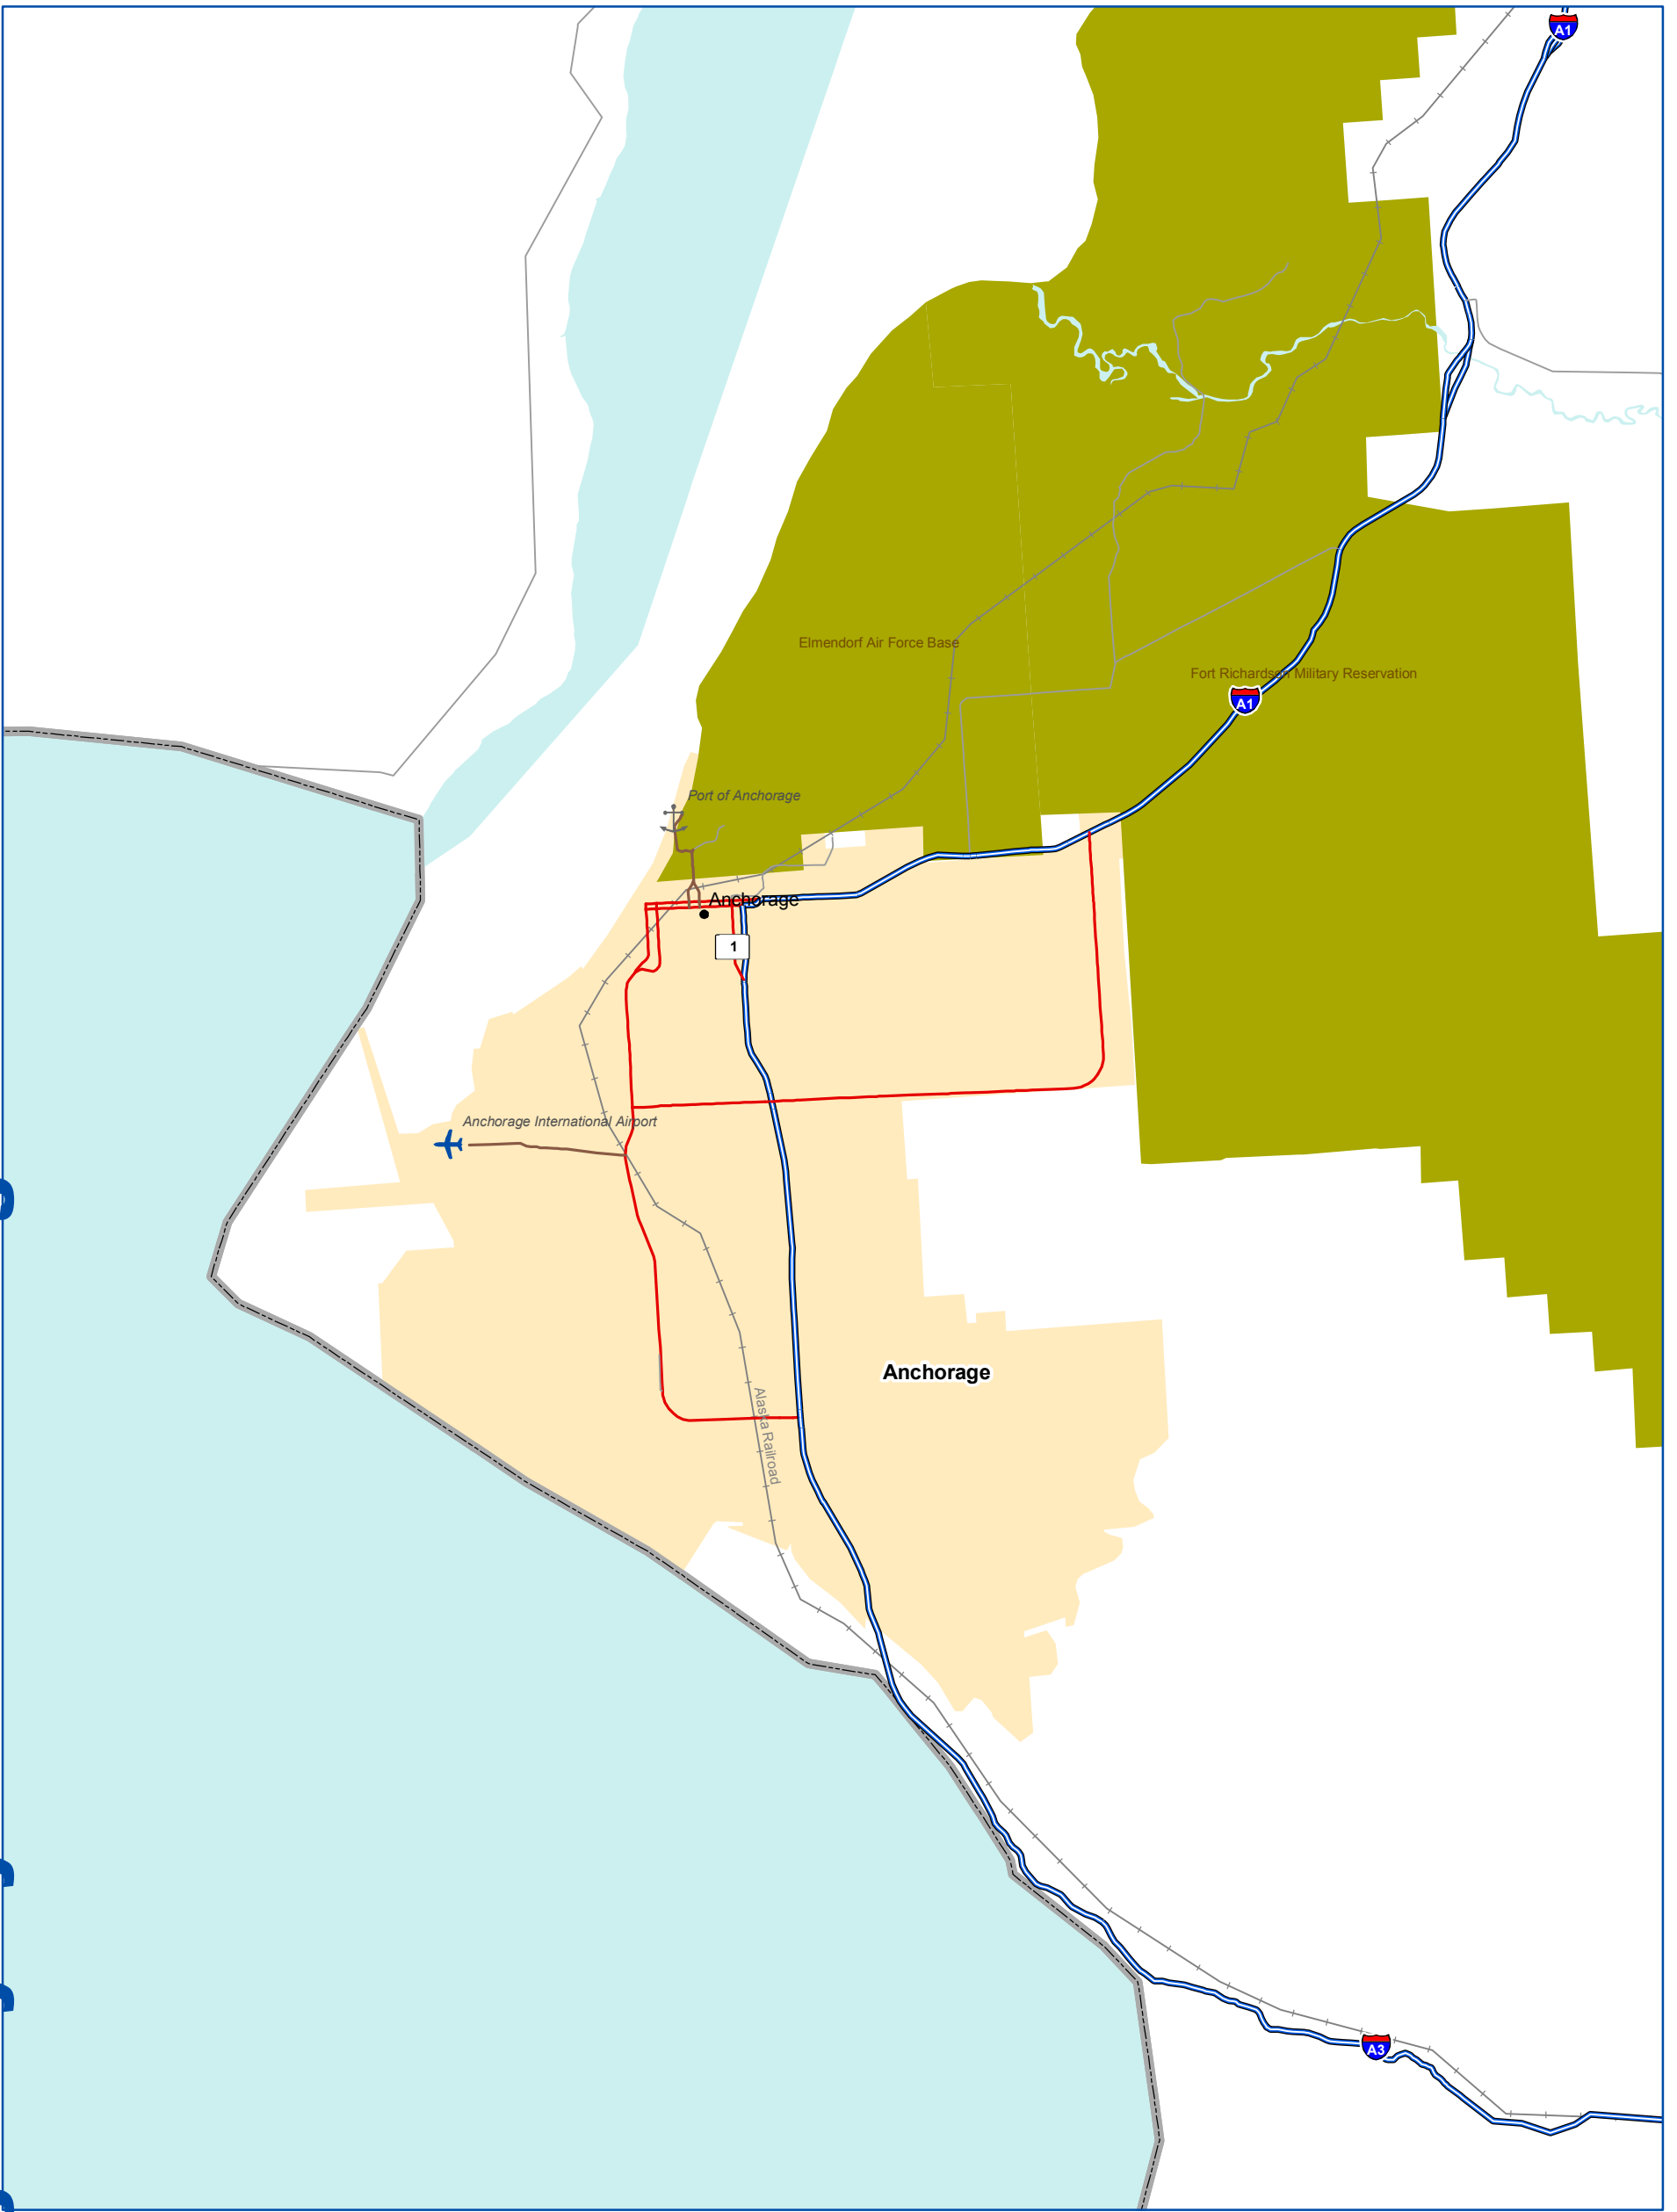 A1
Elmendorf Air Force Base
Fort Richardson Military Reservation
A1
Port of Anchorage
Anchorage
1
Anchorage International Airport
Anchorage
Alaska Railroad
A3